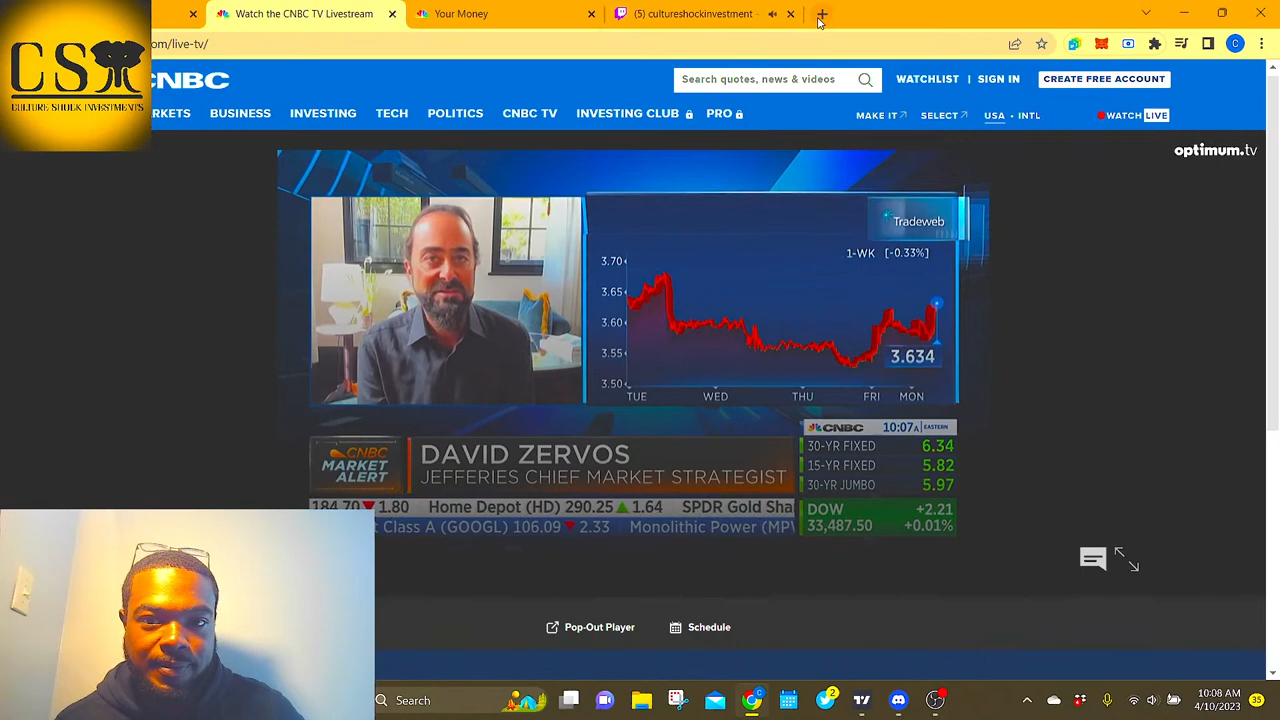 Watch the CNBC TV Livestream
Your Money
(5) cultureshockinvestment -
om/live-tv/
C
CS
CULTURE SHOCK INVESTMENTS
CNBC
Search quotes, news & videos
WATCHLIST | SIGN IN
CREATE FREE ACCOUNT
RKETS BUSINESS INVESTING TECH POLITICS CNBC TV INVESTING CLUB PRO
MAKE IT SELECT USA • INTL WATCH LIVE
optimum.tv
Tradeweb
1-WK [-0.33%]
3.70
3.65
3.60
3.55
3.50
3.634
TUE WED THU FRI MON
CNBC
MARKET
ALERT
DAVID ZERVOS
JEFFERIES CHIEF MARKET STRATEGIST
CNBC 10:07A EASTERN
30-YR FIXED 6.34
15-YR FIXED 5.82
30-YR JUMBO 5.97
DOW +2.21
33,487.50 +0.01%
184.70 ▼ 1.80 Home Depot (HD) 290.25 ▲ 1.64 SPDR Gold Sha
t Class A (GOOGL) 106.09 ▼ 2.33 Monolithic Power (MPW
Pop-Out Player
Schedule
Search
C
2
10:08 AM
4/10/2023
35